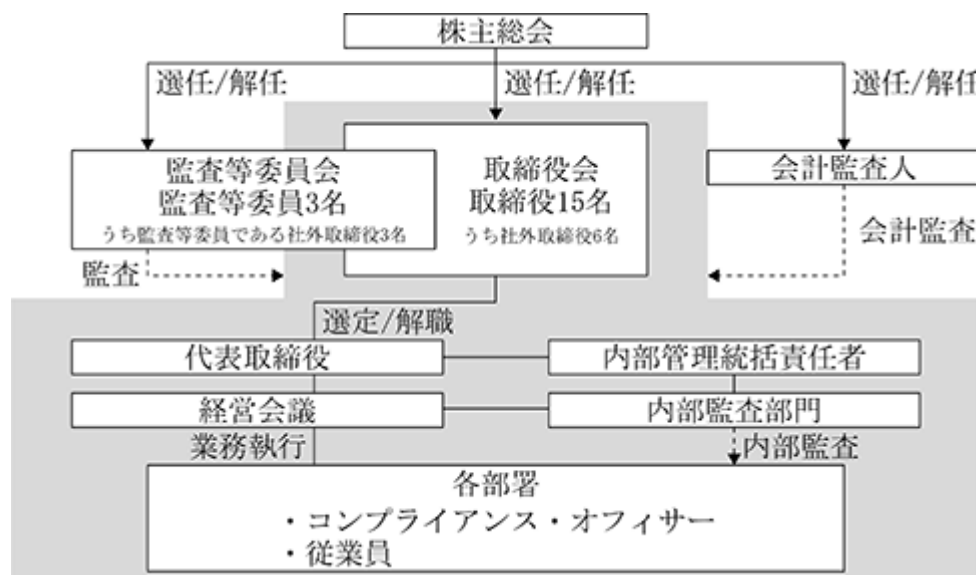 株主総会
選任/解任
選任/解任
選任/解任
監査等委員会
監査等委員3名
うち監査等委員である社外取締役3名
取締役会
取締役15名
うち社外取締役6名
会計監査人
監査
会計監査
選定/解職
代表取締役
内部管理統括責任者
経営会議
内部監査部門
業務執行
内部監査
各部署
・コンプライアンス・オフィサー
・従業員